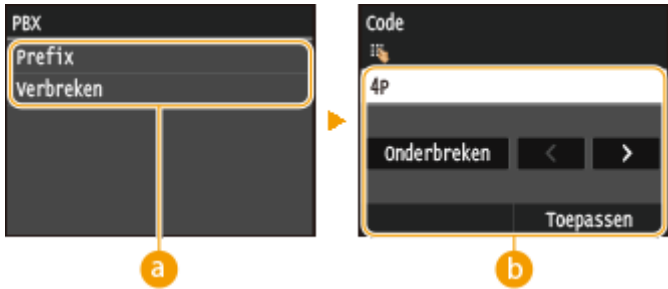 PBX
Prefix
Verbreken
a
Code
4P
Onderbreken < >
Toepassen
b